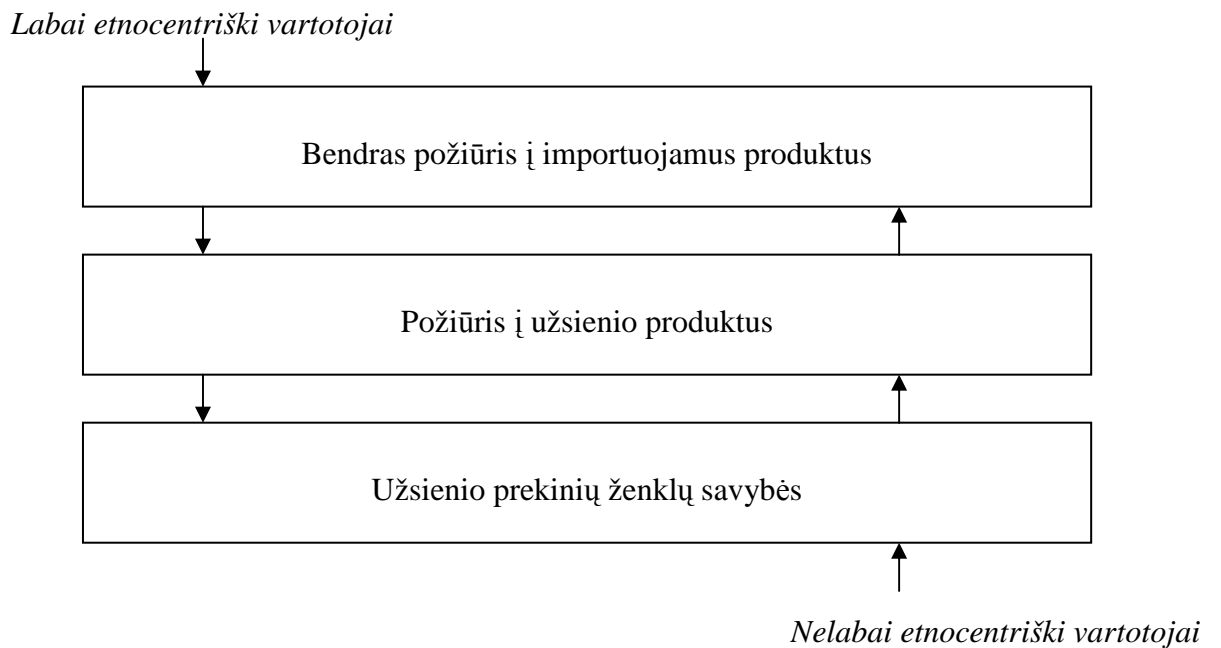 Labai etnocentriški vartotojai
Bendras požiūris į importuojamus produktus
Požiūris į užsienio produktus
Užsienio prekinių ženklų savybės
Nelabai etnocentriški vartotojai